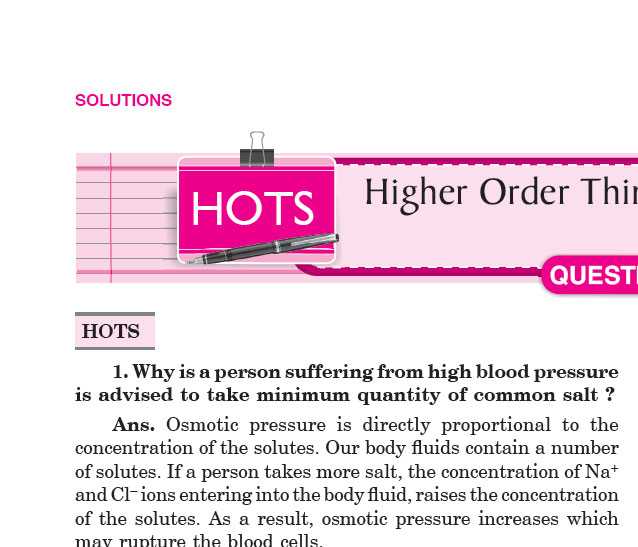 SOLUTIONS
HOTS
Higher Order Thin
QUESTI
HOTS
1. Why is a person suffering from high blood pressure
is advised to take minimum quantity of common salt ?
Ans. Osmotic pressure is directly proportional to the
concentration of the solutes. Our body fluids contain a number
of solutes. If a person takes more salt, the concentration of Na⁺
and Cl⁻ ions entering into the body fluid, raises the concentration
of the solutes. As a result, osmotic pressure increases which
may rupture the blood cells.